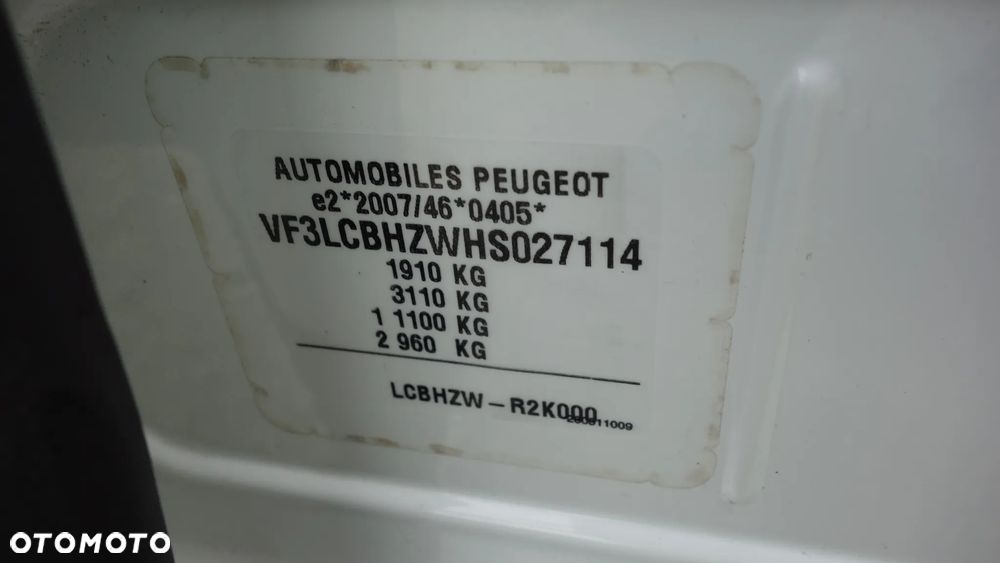 AUTOMOBILES PEUGEOT
e2*2007/46*0405*
VF3LCBHZWHS027114
1910 KG
3110 KG
1 1100 KG
2 960 KG
LCBHZW - R2K000
OTOMOTO